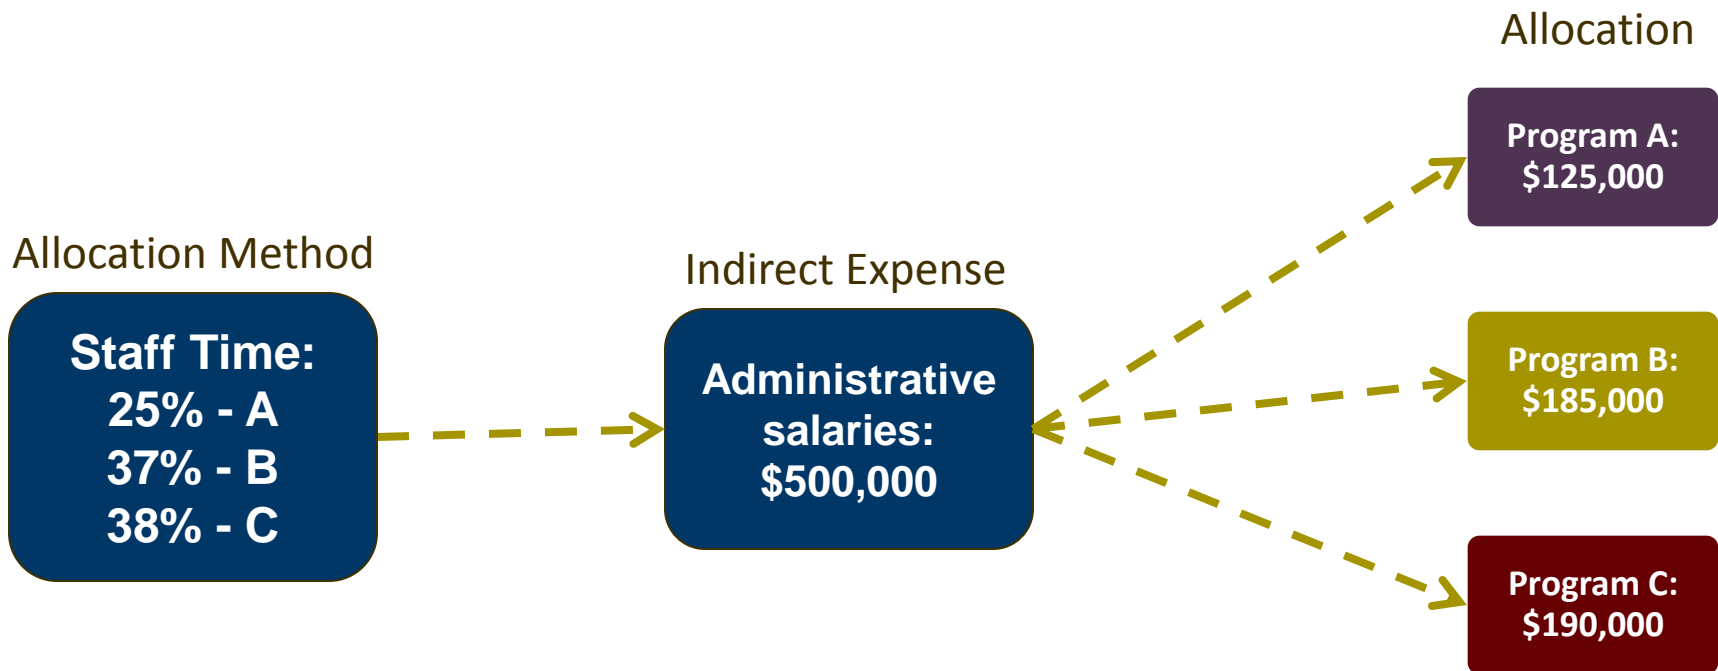 Allocation Method
Staff Time:
25% - A
37% - B
38% - C
Indirect Expense
Administrative
salaries:
$500,000
Allocation
Program A:
$125,000
Program B:
$185,000
Program C:
$190,000